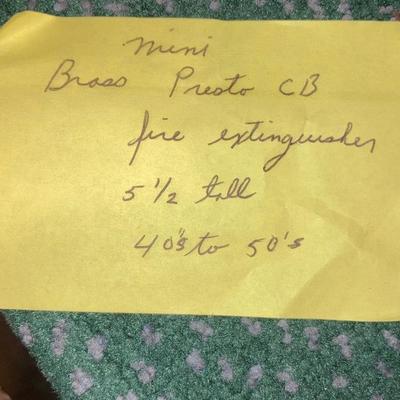 mini
Brass Presto CB
fire extinguisher
5 1/2 tall
40's to 50's